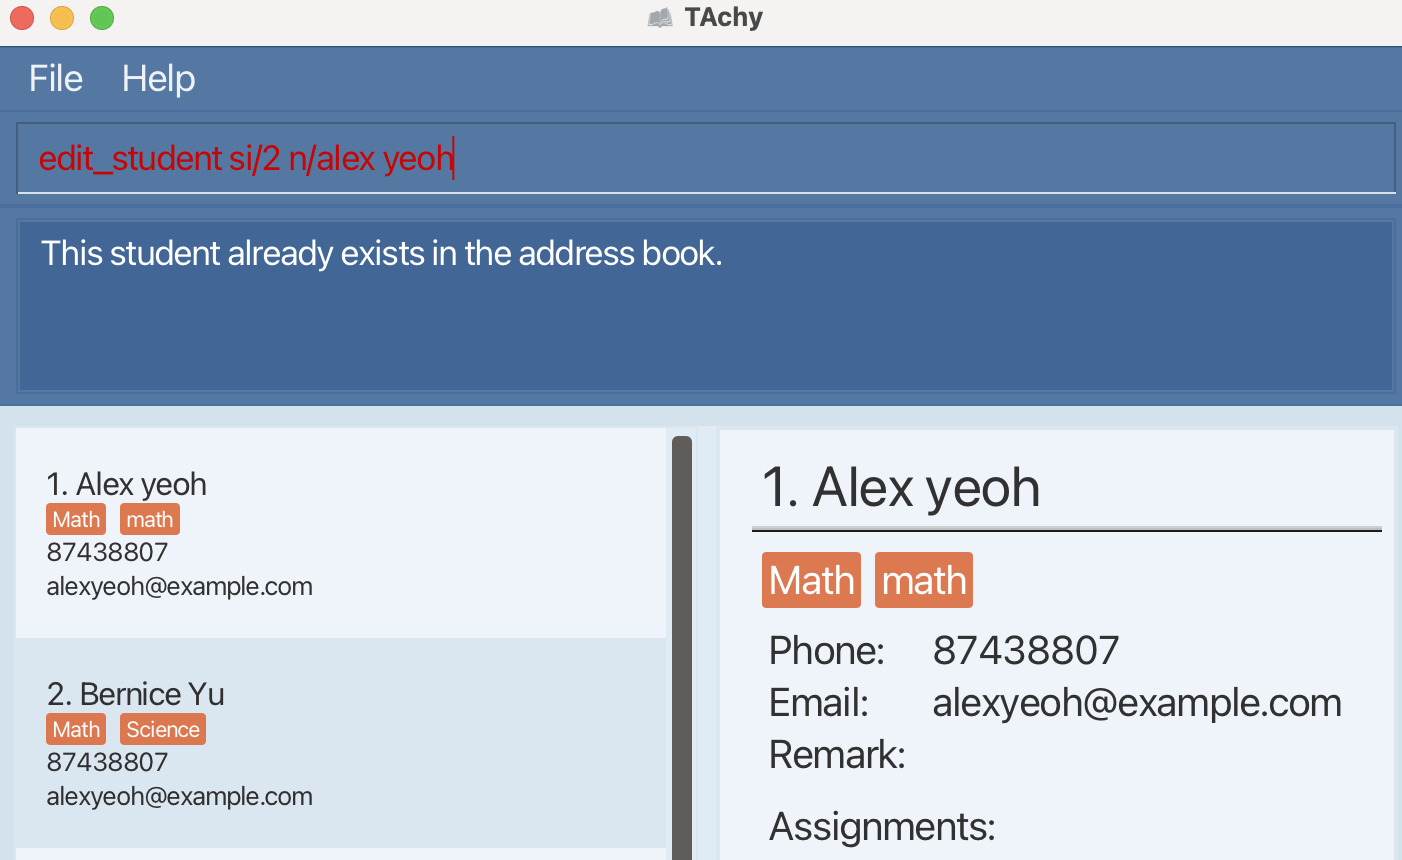 TAchy
File Help
edit_student si/2 n/alex yeoh
This student already exists in the address book.
1. Alex yeoh
Math math
87438807
alexyeoh@example.com
2. Bernice Yu
Math Science
87438807
alexyeoh@example.com
1. Alex yeoh
Math math
Phone: 87438807
Email: alexyeoh@example.com
Remark:
Assignments: